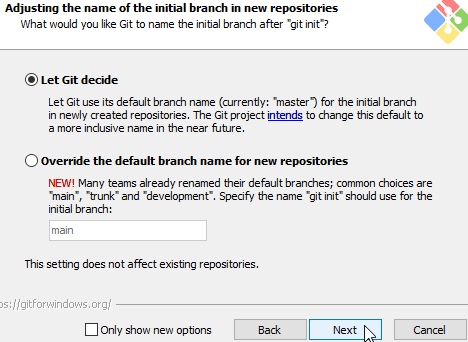 Adjusting the name of the initial branch in new repositories
What would you like Git to name the initial branch after "git init"?
Let Git decide
Let Git use its default branch name (currently: "master") for the initial branch
in newly created repositories. The Git project intends to change this default to
a more inclusive name in the near future.
Override the default branch name for new repositories
NEW! Many teams already renamed their default branches; common choices are
"main", "trunk" and "development". Specify the name "git init" should use for the
initial branch:
main
This setting does not affect existing repositories.
ps://gitforwindows.org/
Only show new options
Back
Next
Cancel